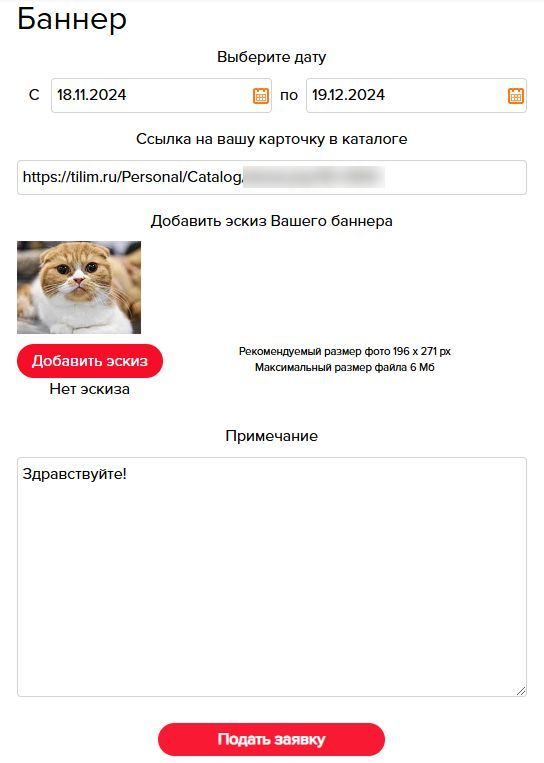 Баннер
Выберите дату
С 18.11.2024 по 19.12.2024
Ссылка на вашу карточку в каталоге
https://tilim.ru/Personal/Catalog
Добавить эскиз Вашего баннера
Добавить эскиз
Рекомендуемый размер фото 196 x 271 px
Максимальный размер файла 6 Мб
Нет эскиза
Примечание
Здравствуйте!
Подать заявку